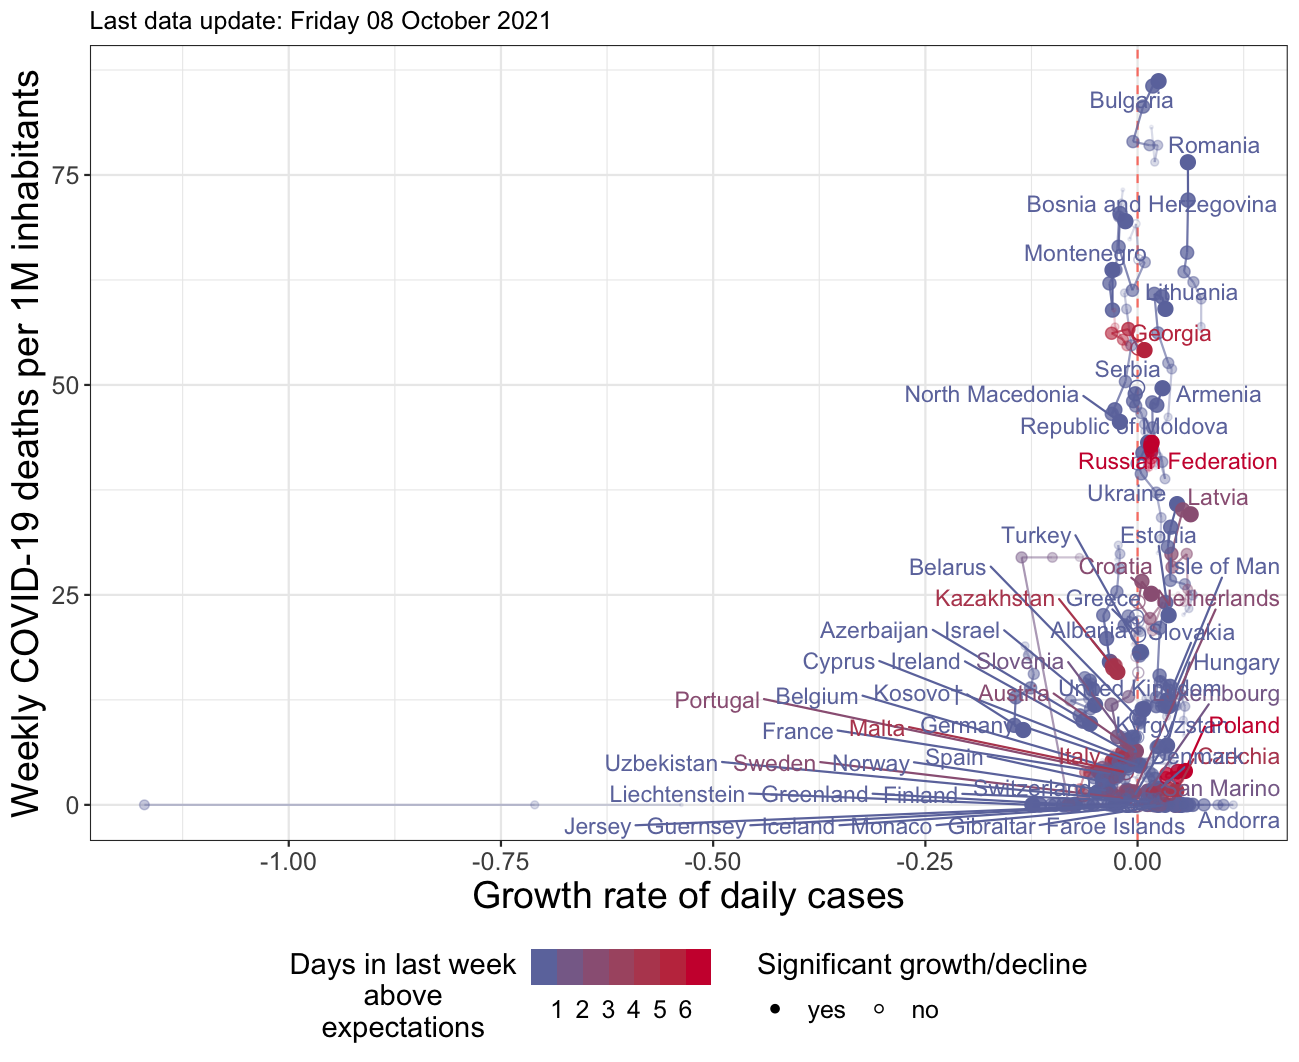 Last data update: Friday 08 October 2021
Weekly COVID-19 deaths per 1M inhabitants
75
50
25
0
Bulgaria
Romania
Bosnia and Herzegovina
Montenegro
Lithuania
Georgia
Serbia
North Macedonia
Armenia
Republic of Moldova
Russian Federation
Ukraine
Latvia
Turkey
Estonia
Belarus
Croatia
Isle of Man
Kazakhstan
Greece
Netherlands
Azerbaijan
Israel
Albania
Slovakia
Cyprus
Ireland
Slovenia
Hungary
Portugal
Belgium
Kosovo†
Austria
United Kingdom
Luxembourg
France
Malta
Germany
Kyrgyzstan
Poland
Uzbekistan
Sweden
Norway
Spain
Italy
Denmark
Czechia
Liechtenstein
Greenland
Finland
Switzerland
San Marino
Jersey
Guernsey
Iceland
Monaco
Gibraltar
Faroe Islands
Andorra
-1.00
-0.75
-0.50
-0.25
0.00
Growth rate of daily cases
Days in last week
above
expectations
1 2 3 4 5 6
Significant growth/decline
yes
no